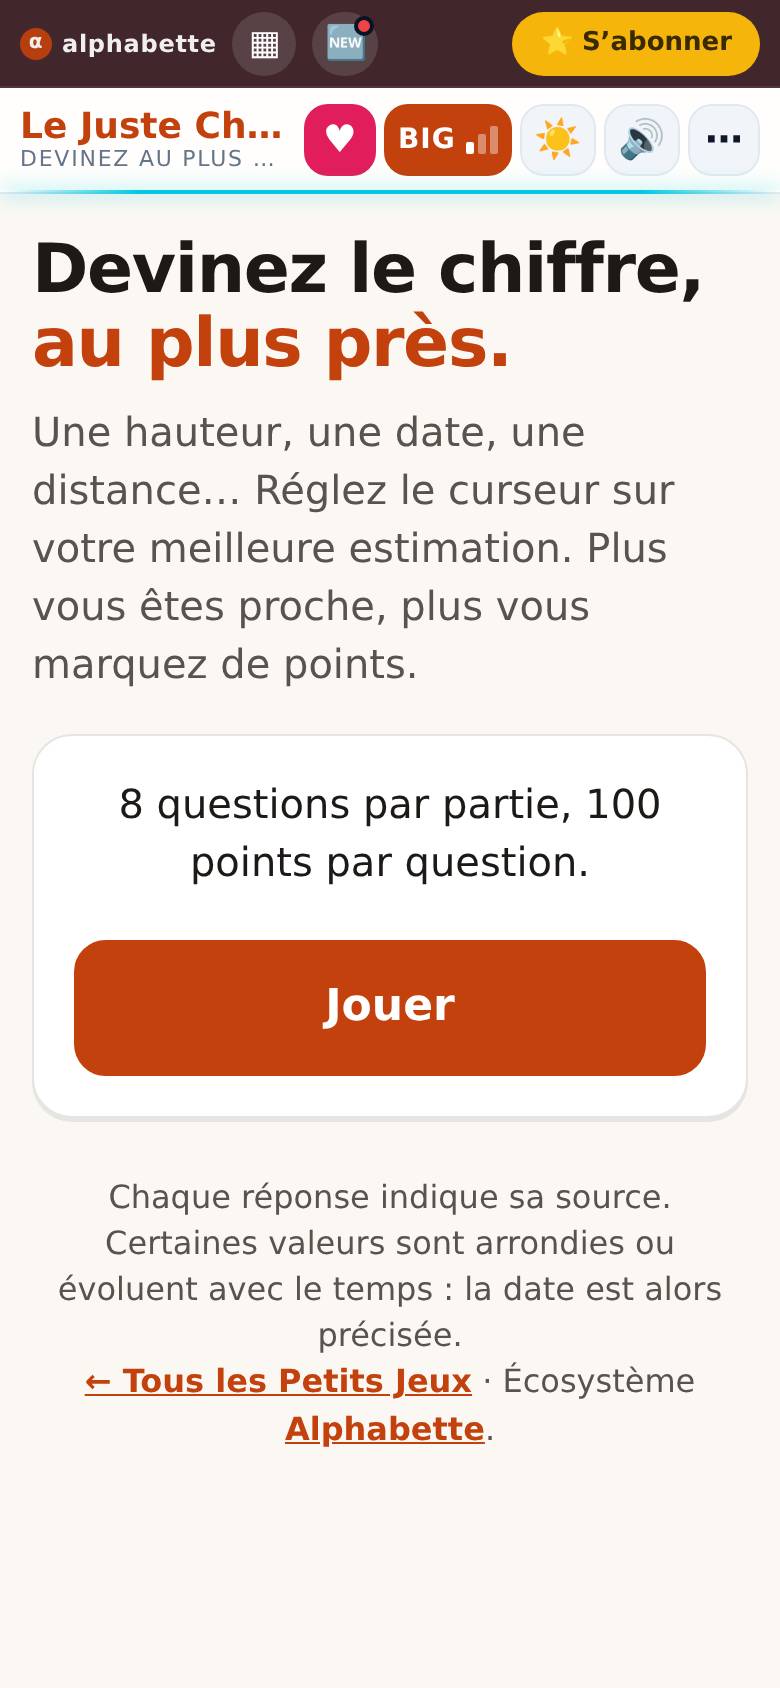 α alphabette NEW ⭐ S’abonner
Le Juste Ch…
DEVINEZ AU PLUS …
BIG
Devinez le chiffre,
au plus près.
Une hauteur, une date, une
distance… Réglez le curseur sur
votre meilleure estimation. Plus
vous êtes proche, plus vous
marquez de points.
8 questions par partie, 100
points par question.
Jouer
Chaque réponse indique sa source.
Certaines valeurs sont arrondies ou
évoluent avec le temps : la date est alors
précisée.
← Tous les Petits Jeux · Écosystème
Alphabette.